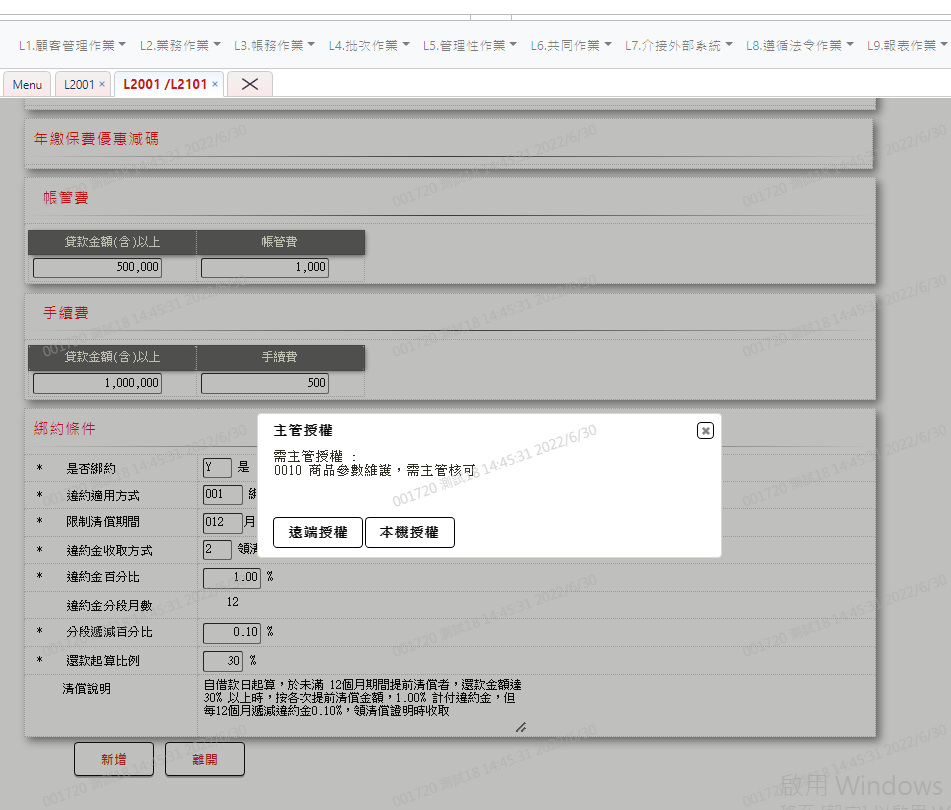 L1.顧客管理作業 L2.業務作業 L3.帳務作業 L4.批次作業 L5.管理性作業 L6.共同作業 L7.介接外部系統 L8.遵循法令作業 L9.報表作業
Menu L2001 × L2001 /L2101 ×
年繳保費優惠減碼
帳管費
貸款金額(含)以上 帳管費
500,000 1,000
手續費
貸款金額(含)以上 手續費
1,000,000 500
綁約條件
主管授權
需主管授權 :
0010 商品參數維護，需主管核可
遠端授權 本機授權
* 是否綁約 Y 是
* 違約適用方式 001 綁
* 限制清償期間 012 月
* 違約金收取方式 2 領清
* 違約金百分比 1.00 %
違約金分段月數 12
* 分段遞減百分比 0.10 %
* 還款起算比例 30 %
清償說明 自借款日起算，於未滿 12個月期間提前清償者，還款金額達
30% 以上時，按各次提前清償金額，1.00% 計付違約金，但
每12個月遞減違約金0.10%，領清償證明時收取
新增 離開
001720 測試18 14:45:31 2022/6/30
啟用 Windows